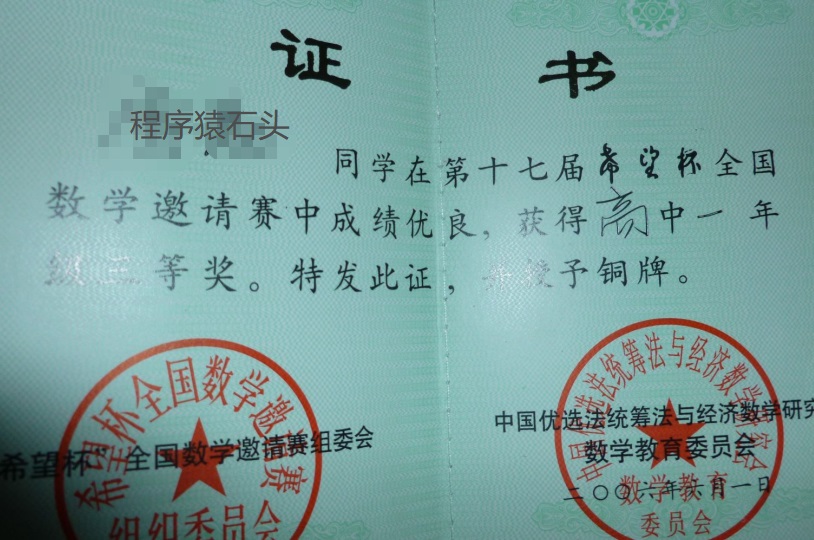 证 书
程序猿石头
同学在第十七届希望杯全国
数学邀请赛中成绩优良，获得高中一年
级三等奖。特发此证，并授予铜牌。
希望杯全国数学邀请赛
组织委员会
希望杯”全国数学邀请赛组委会
中国优选法统筹法与经济数学研究会
数学教育
委员会
中国优选法统筹法与经济数学研究
数学教育委员会
二〇〇六年六月一日